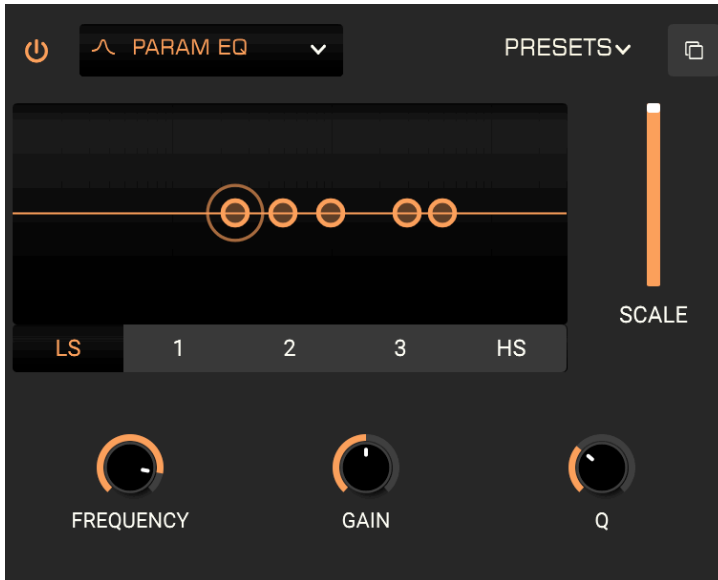 PARAM EQ
PRESETS
SCALE
LS 1 2 3 HS
FREQUENCY GAIN Q